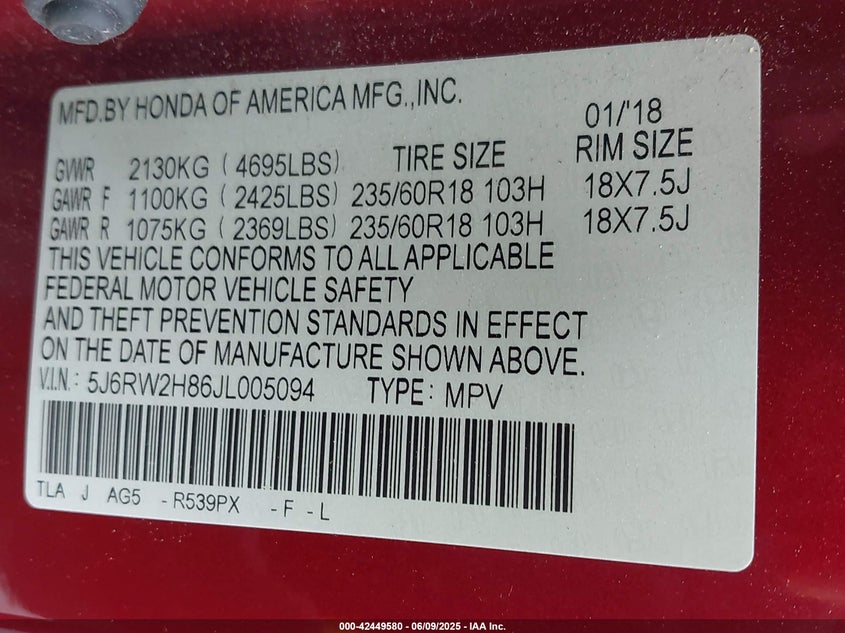 MFD.BY HONDA OF AMERICA MFG.,INC.
01/'18
GVWR 2130KG ( 4695LBS) TIRE SIZE RIM SIZE
GAWR F 1100KG ( 2425LBS) 235/60R18 103H 18X7.5J
GAWR R 1075KG ( 2369LBS) 235/60R18 103H 18X7.5J
THIS VEHICLE CONFORMS TO ALL APPLICABLE
FEDERAL MOTOR VEHICLE SAFETY
AND THEFT PREVENTION STANDARDS IN EFFECT
ON THE DATE OF MANUFACTURE SHOWN ABOVE.
V.I.N.: 5J6RW2H86JL005094 TYPE: MPV
TLA J AG5 -R539PX -F -L
000-42449580 - 06/09/2025 - IAA Inc.